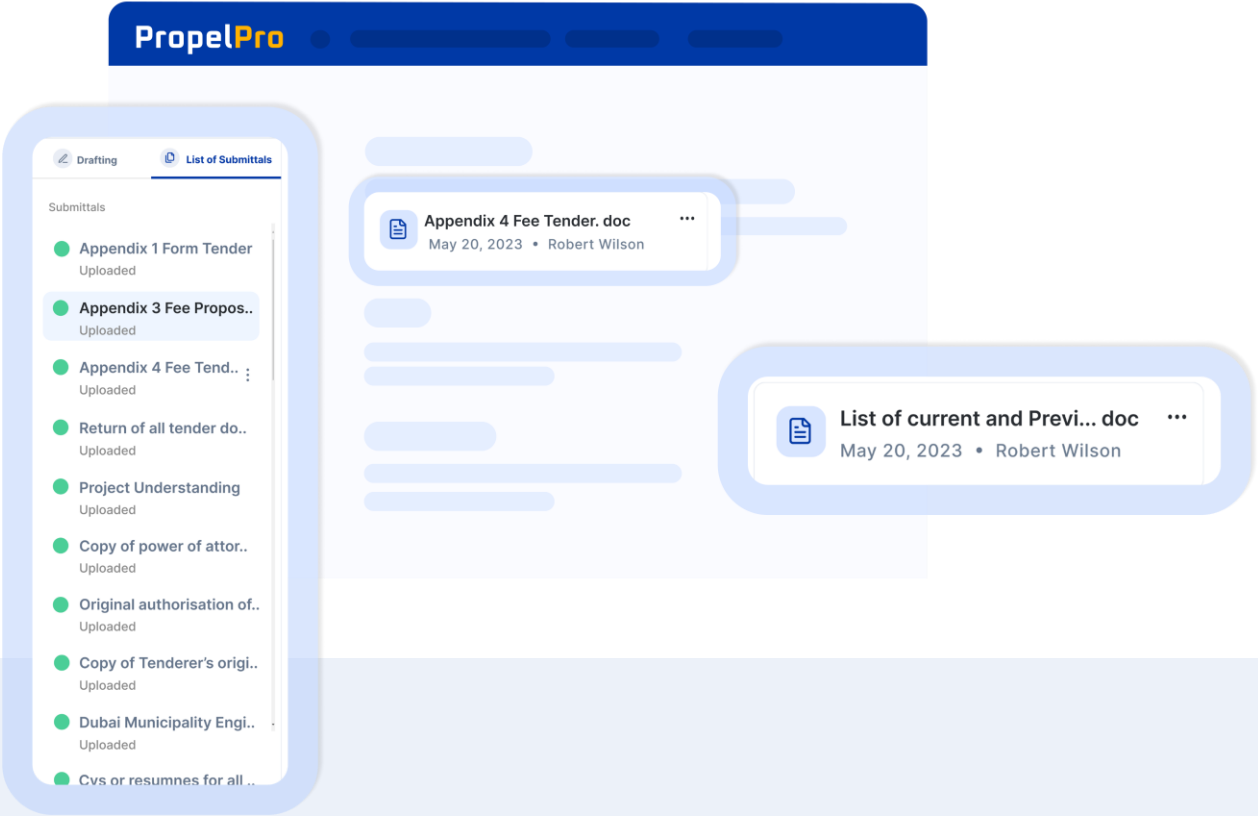 PropelPro
Drafting
List of Submittals
Submittals
Appendix 1 Form Tender
Uploaded
Appendix 3 Fee Propos..
Uploaded
Appendix 4 Fee Tend..
Uploaded
Return of all tender do..
Uploaded
Project Understanding
Uploaded
Copy of power of attor..
Uploaded
Original authorisation of..
Uploaded
Copy of Tenderer’s origi..
Uploaded
Dubai Municipality Engi..
Uploaded
Cvs or resumnes for all ..
Appendix 4 Fee Tender. doc
May 20, 2023 • Robert Wilson
List of current and Previ... doc
May 20, 2023 • Robert Wilson